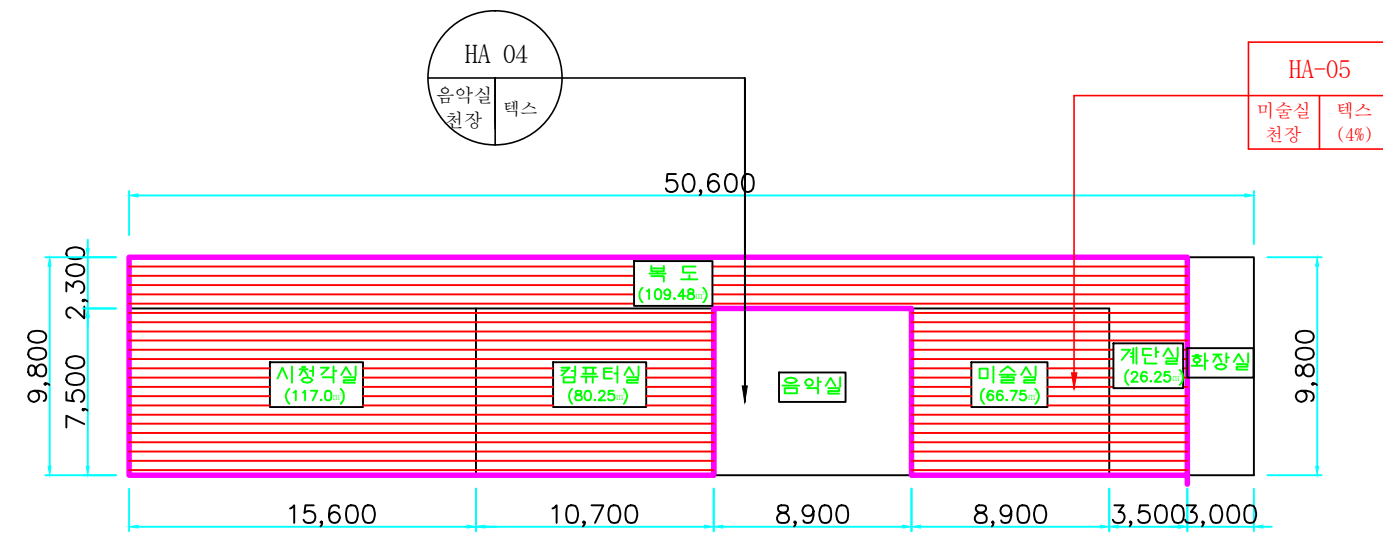 HA 04
음악실 텍스
천장
HA-05
미술실 텍스
천장 (4%)
50,600
2,300
7,500
9,800
복 도
(109.48㎡)
시청각실
(117.0㎡)
컴퓨터실
(80.25㎡)
음악실
미술실
(66.75㎡)
계단실
(26.25㎡)
화장실
9,800
15,600
10,700
8,900
8,900
3,500
3,000